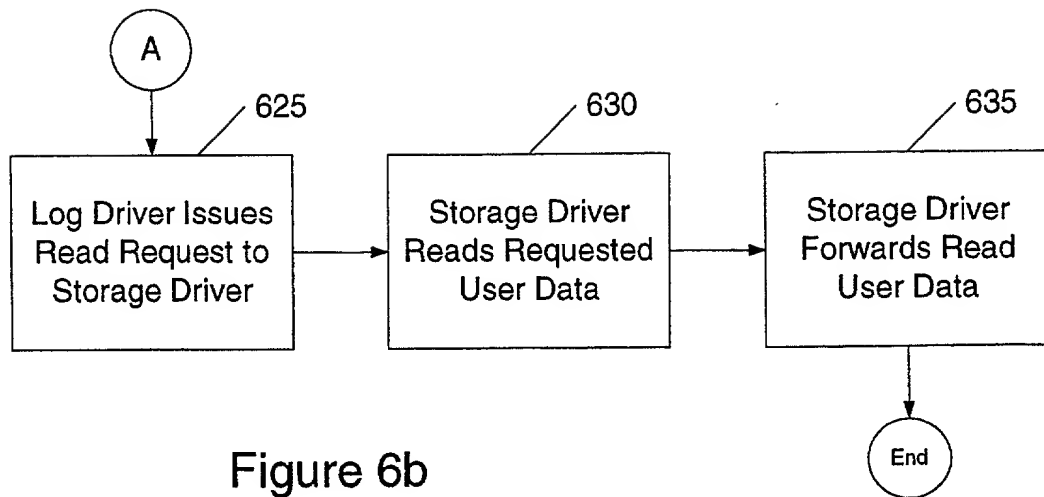 A
625
630
635
Log Driver Issues
Read Request to
Storage Driver
Storage Driver
Reads Requested
User Data
Storage Driver
Forwards Read
User Data
End
Figure 6b